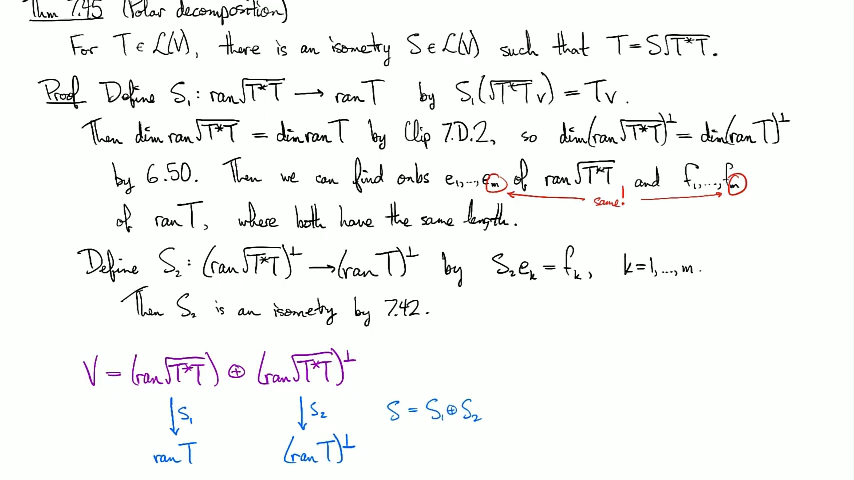 Thm 7.45 (Polar decomposition)
For T ∈ L(V), there is an isometry S ∈ L(V) such that T = S√T*T.
Proof Define S₁: ran√T*T → ran T by S₁(√T*T v) = Tv.
Then dim ran√T*T = dim ran T by Clip 7.D.2, so dim(ran√T*T)^⊥ = dim(ran T)^⊥
by 6.50. Then we can find onbs e₁,...,eₘ of ran√T*T and f₁,...,fₘ
same!
of ran T, where both have the same length.
Define S₂: (ran√T*T)^⊥ → (ran T)^⊥ by S₂eₖ = fₖ, k=1,...,m.
Then S₂ is an isometry by 7.42.
V = (ran√T*T) ⊕ (ran√T*T)^⊥
↓S₁ ↓S₂ S = S₁⊕S₂
ran T (ran T)^⊥